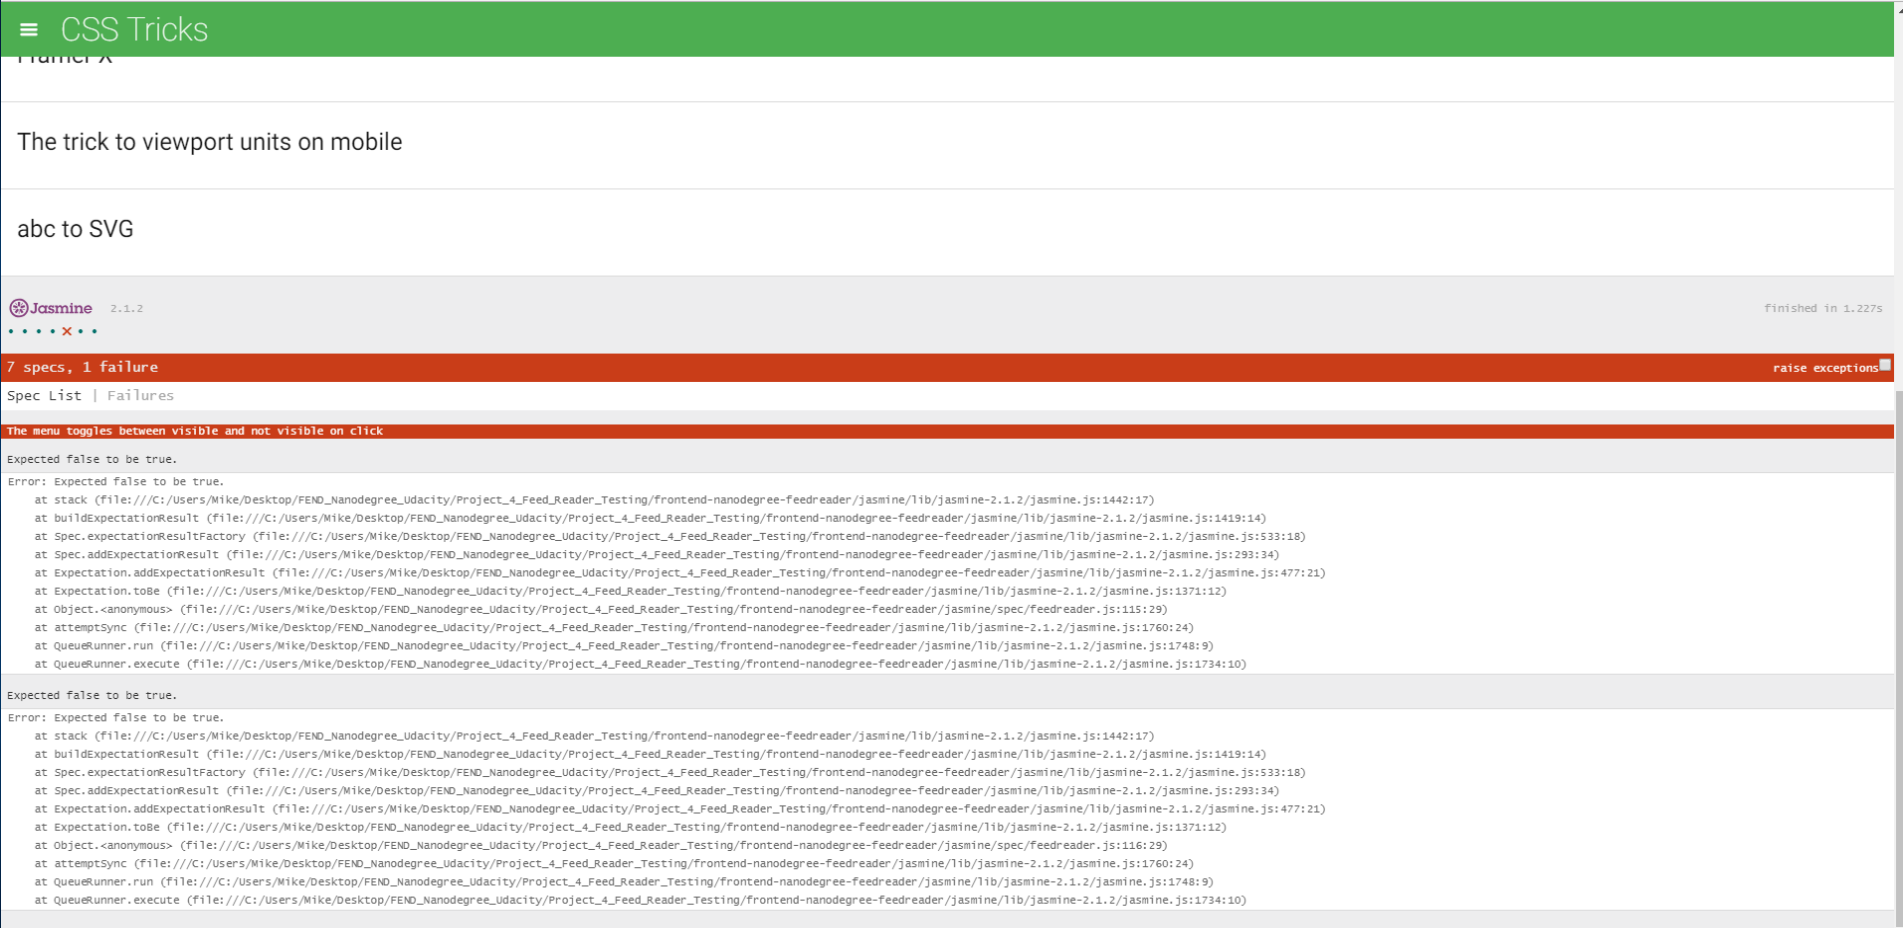 CSS Tricks
Framer X
The trick to viewport units on mobile
abc to SVG
Jasmine 2.1.2
finished in 1.227s
• • • • × • •
7 specs, 1 failure
raise exceptions
Spec List | Failures
The menu toggles between visible and not visible on click
Expected false to be true.
Error: Expected false to be true.
at stack (file:///C:/Users/Mike/Desktop/FEND_Nanodegree_Udacity/Project_4_Feed_Reader_Testing/frontend-nanodegree-feedreader/jasmine/lib/jasmine-2.1.2/jasmine.js:1442:17)
at buildExpectationResult (file:///C:/Users/Mike/Desktop/FEND_Nanodegree_Udacity/Project_4_Feed_Reader_Testing/frontend-nanodegree-feedreader/jasmine/lib/jasmine-2.1.2/jasmine.js:1419:14)
at Spec.expectationResultFactory (file:///C:/Users/Mike/Desktop/FEND_Nanodegree_Udacity/Project_4_Feed_Reader_Testing/frontend-nanodegree-feedreader/jasmine/lib/jasmine-2.1.2/jasmine.js:533:18)
at Spec.addExpectationResult (file:///C:/Users/Mike/Desktop/FEND_Nanodegree_Udacity/Project_4_Feed_Reader_Testing/frontend-nanodegree-feedreader/jasmine/lib/jasmine-2.1.2/jasmine.js:293:34)
at Expectation.addExpectationResult (file:///C:/Users/Mike/Desktop/FEND_Nanodegree_Udacity/Project_4_Feed_Reader_Testing/frontend-nanodegree-feedreader/jasmine/lib/jasmine-2.1.2/jasmine.js:477:21)
at Expectation.toBe (file:///C:/Users/Mike/Desktop/FEND_Nanodegree_Udacity/Project_4_Feed_Reader_Testing/frontend-nanodegree-feedreader/jasmine/lib/jasmine-2.1.2/jasmine.js:1371:12)
at Object.<anonymous> (file:///C:/Users/Mike/Desktop/FEND_Nanodegree_Udacity/Project_4_Feed_Reader_Testing/frontend-nanodegree-feedreader/jasmine/spec/feedreader.js:115:29)
at attemptSync (file:///C:/Users/Mike/Desktop/FEND_Nanodegree_Udacity/Project_4_Feed_Reader_Testing/frontend-nanodegree-feedreader/jasmine/lib/jasmine-2.1.2/jasmine.js:1760:24)
at QueueRunner.run (file:///C:/Users/Mike/Desktop/FEND_Nanodegree_Udacity/Project_4_Feed_Reader_Testing/frontend-nanodegree-feedreader/jasmine/lib/jasmine-2.1.2/jasmine.js:1748:9)
at QueueRunner.execute (file:///C:/Users/Mike/Desktop/FEND_Nanodegree_Udacity/Project_4_Feed_Reader_Testing/frontend-nanodegree-feedreader/jasmine/lib/jasmine-2.1.2/jasmine.js:1734:10)
Expected false to be true.
Error: Expected false to be true.
at stack (file:///C:/Users/Mike/Desktop/FEND_Nanodegree_Udacity/Project_4_Feed_Reader_Testing/frontend-nanodegree-feedreader/jasmine/lib/jasmine-2.1.2/jasmine.js:1442:17)
at buildExpectationResult (file:///C:/Users/Mike/Desktop/FEND_Nanodegree_Udacity/Project_4_Feed_Reader_Testing/frontend-nanodegree-feedreader/jasmine/lib/jasmine-2.1.2/jasmine.js:1419:14)
at Spec.expectationResultFactory (file:///C:/Users/Mike/Desktop/FEND_Nanodegree_Udacity/Project_4_Feed_Reader_Testing/frontend-nanodegree-feedreader/jasmine/lib/jasmine-2.1.2/jasmine.js:533:18)
at Spec.addExpectationResult (file:///C:/Users/Mike/Desktop/FEND_Nanodegree_Udacity/Project_4_Feed_Reader_Testing/frontend-nanodegree-feedreader/jasmine/lib/jasmine-2.1.2/jasmine.js:293:34)
at Expectation.addExpectationResult (file:///C:/Users/Mike/Desktop/FEND_Nanodegree_Udacity/Project_4_Feed_Reader_Testing/frontend-nanodegree-feedreader/jasmine/lib/jasmine-2.1.2/jasmine.js:477:21)
at Expectation.toBe (file:///C:/Users/Mike/Desktop/FEND_Nanodegree_Udacity/Project_4_Feed_Reader_Testing/frontend-nanodegree-feedreader/jasmine/lib/jasmine-2.1.2/jasmine.js:1371:12)
at Object.<anonymous> (file:///C:/Users/Mike/Desktop/FEND_Nanodegree_Udacity/Project_4_Feed_Reader_Testing/frontend-nanodegree-feedreader/jasmine/spec/feedreader.js:116:29)
at attemptSync (file:///C:/Users/Mike/Desktop/FEND_Nanodegree_Udacity/Project_4_Feed_Reader_Testing/frontend-nanodegree-feedreader/jasmine/lib/jasmine-2.1.2/jasmine.js:1760:24)
at QueueRunner.run (file:///C:/Users/Mike/Desktop/FEND_Nanodegree_Udacity/Project_4_Feed_Reader_Testing/frontend-nanodegree-feedreader/jasmine/lib/jasmine-2.1.2/jasmine.js:1748:9)
at QueueRunner.execute (file:///C:/Users/Mike/Desktop/FEND_Nanodegree_Udacity/Project_4_Feed_Reader_Testing/frontend-nanodegree-feedreader/jasmine/lib/jasmine-2.1.2/jasmine.js:1734:10)